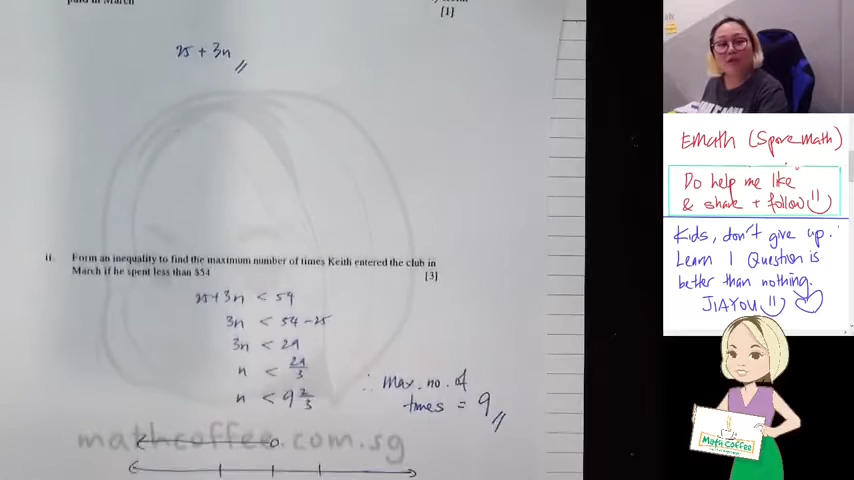 paid in March
[1]
25 + 3n
ii. Form an inequality to find the maximum number of times Keith entered the club in
March if he spent less than $54
[3]
25 + 3n < 54
3n < 54 - 25
3n < 29
n < 29/3
n < 9 2/3
∴ max. no. of
times = 9
mathcoffee.com.sg
Emath (Spore math)
Do help me like
& share + follow
Kids, don't give up.
Learn 1 Question is
better than nothing.
JIAYOU
Math Coffee